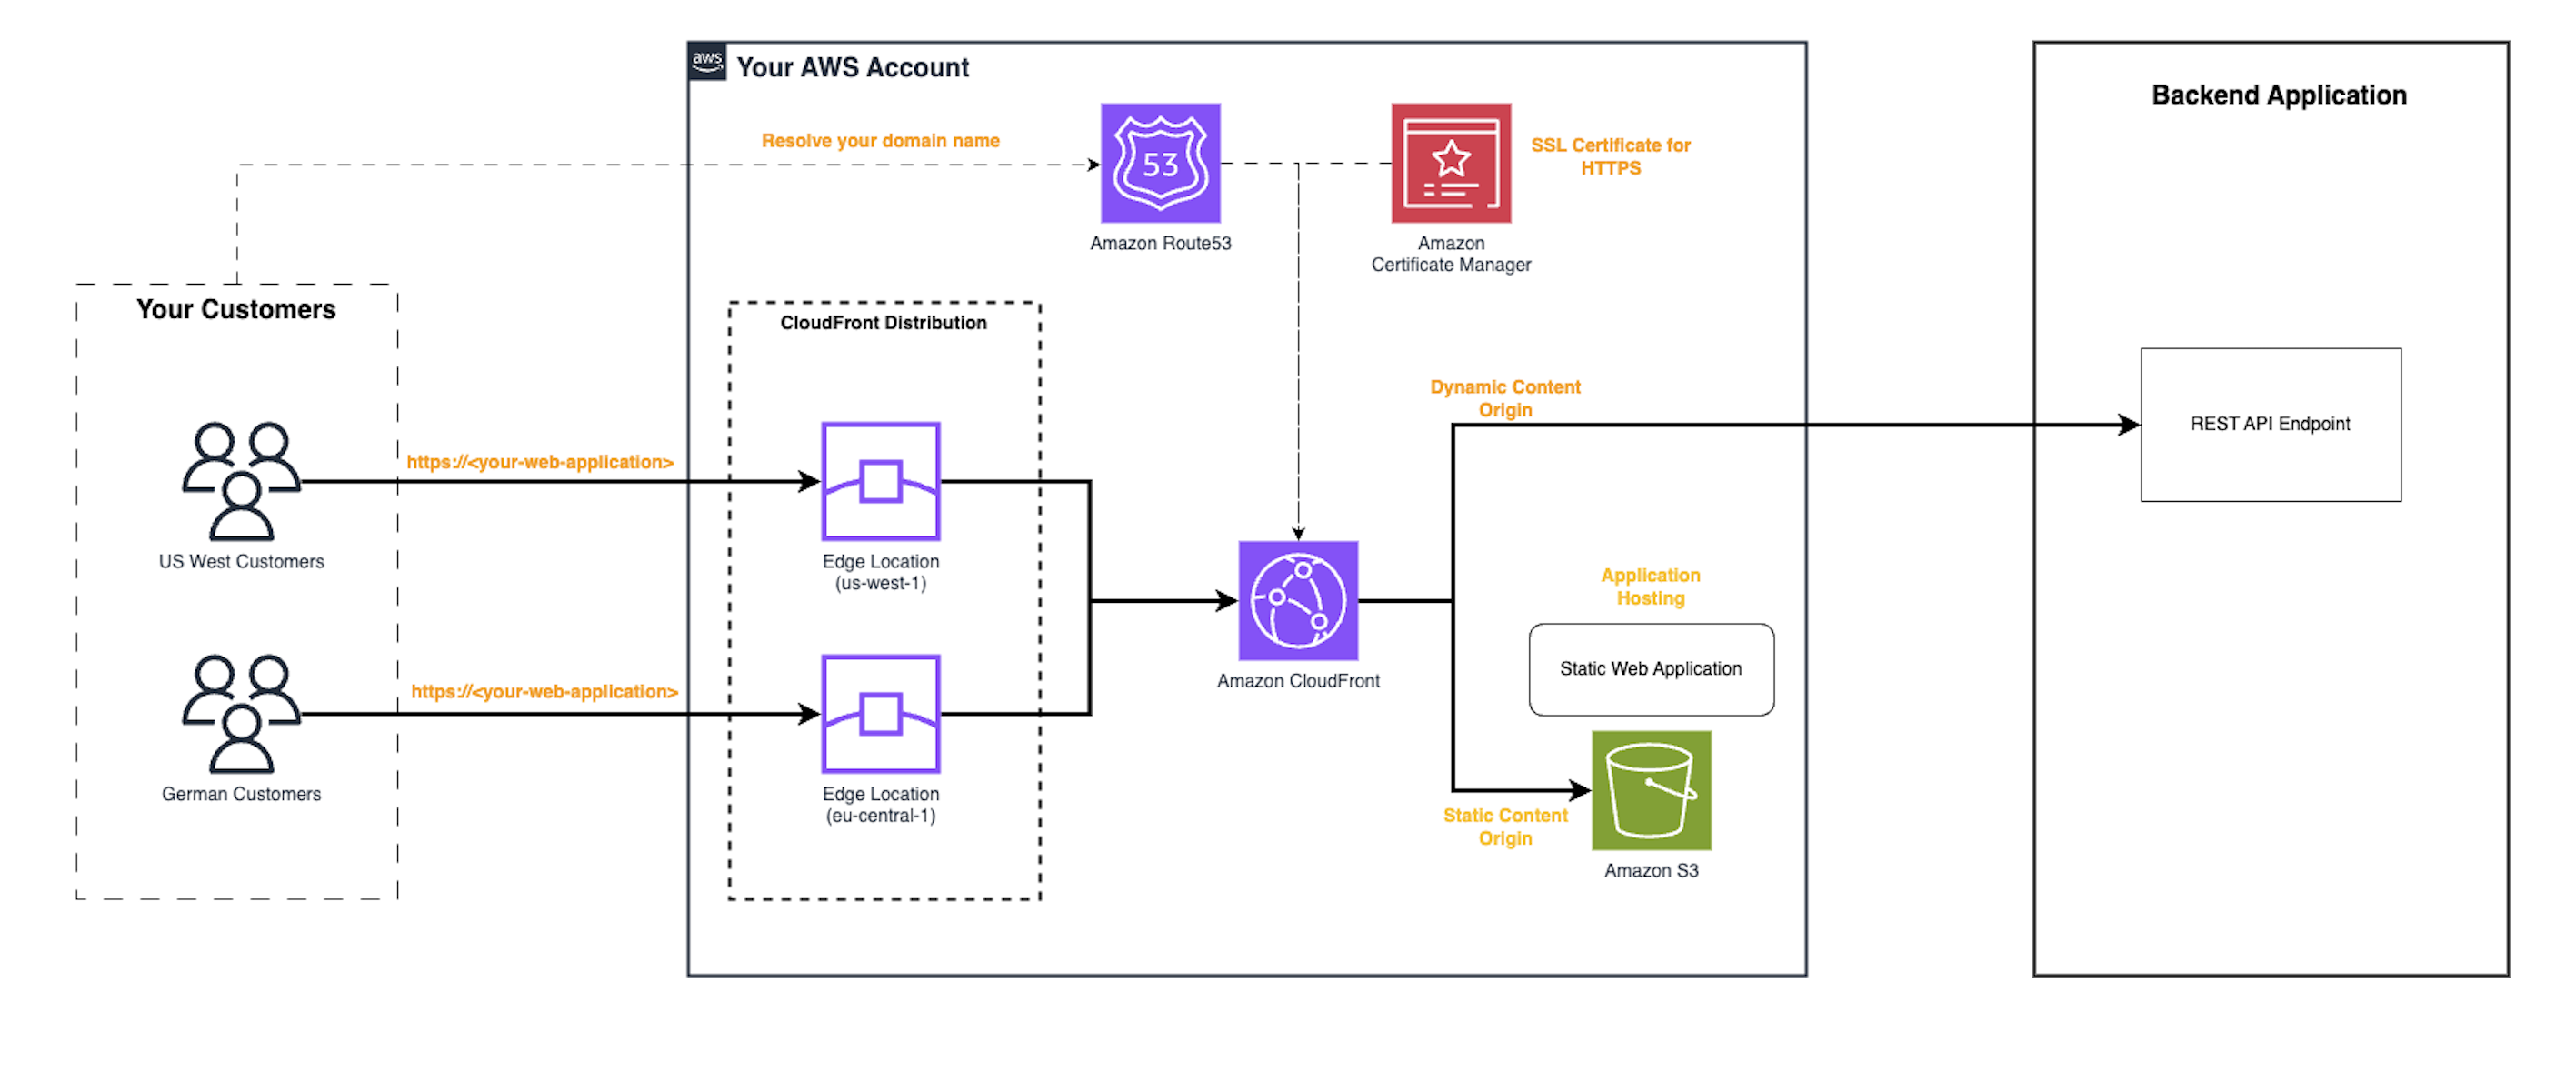 aws
Your AWS Account
Backend Application
Resolve your domain name
53
SSL Certificate for
HTTPS
Amazon Route53
Amazon
Certificate Manager
Your Customers
CloudFront Distribution
Dynamic Content
Origin
REST API Endpoint
https://<your-web-application>
US West Customers
Edge Location
(us-west-1)
Application
Hosting
Static Web Application
Amazon CloudFront
https://<your-web-application>
German Customers
Edge Location
(eu-central-1)
Static Content
Origin
Amazon S3